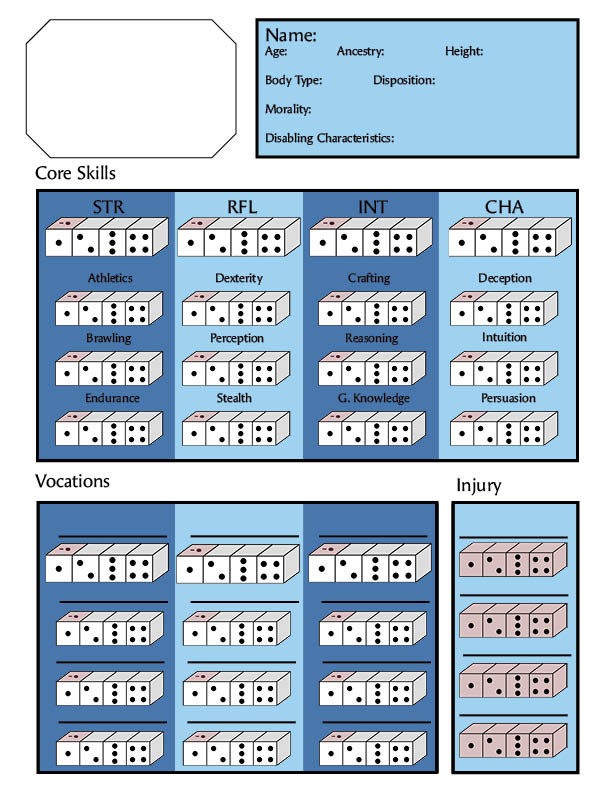 Name:
Age: Ancestry: Height:
Body Type: Disposition:
Morality:
Disabling Characteristics:
Core Skills
STR RFL INT CHA
Athletics Dexterity Crafting Deception
Brawling Perception Reasoning Intuition
Endurance Stealth G. Knowledge Persuasion
Vocations Injury